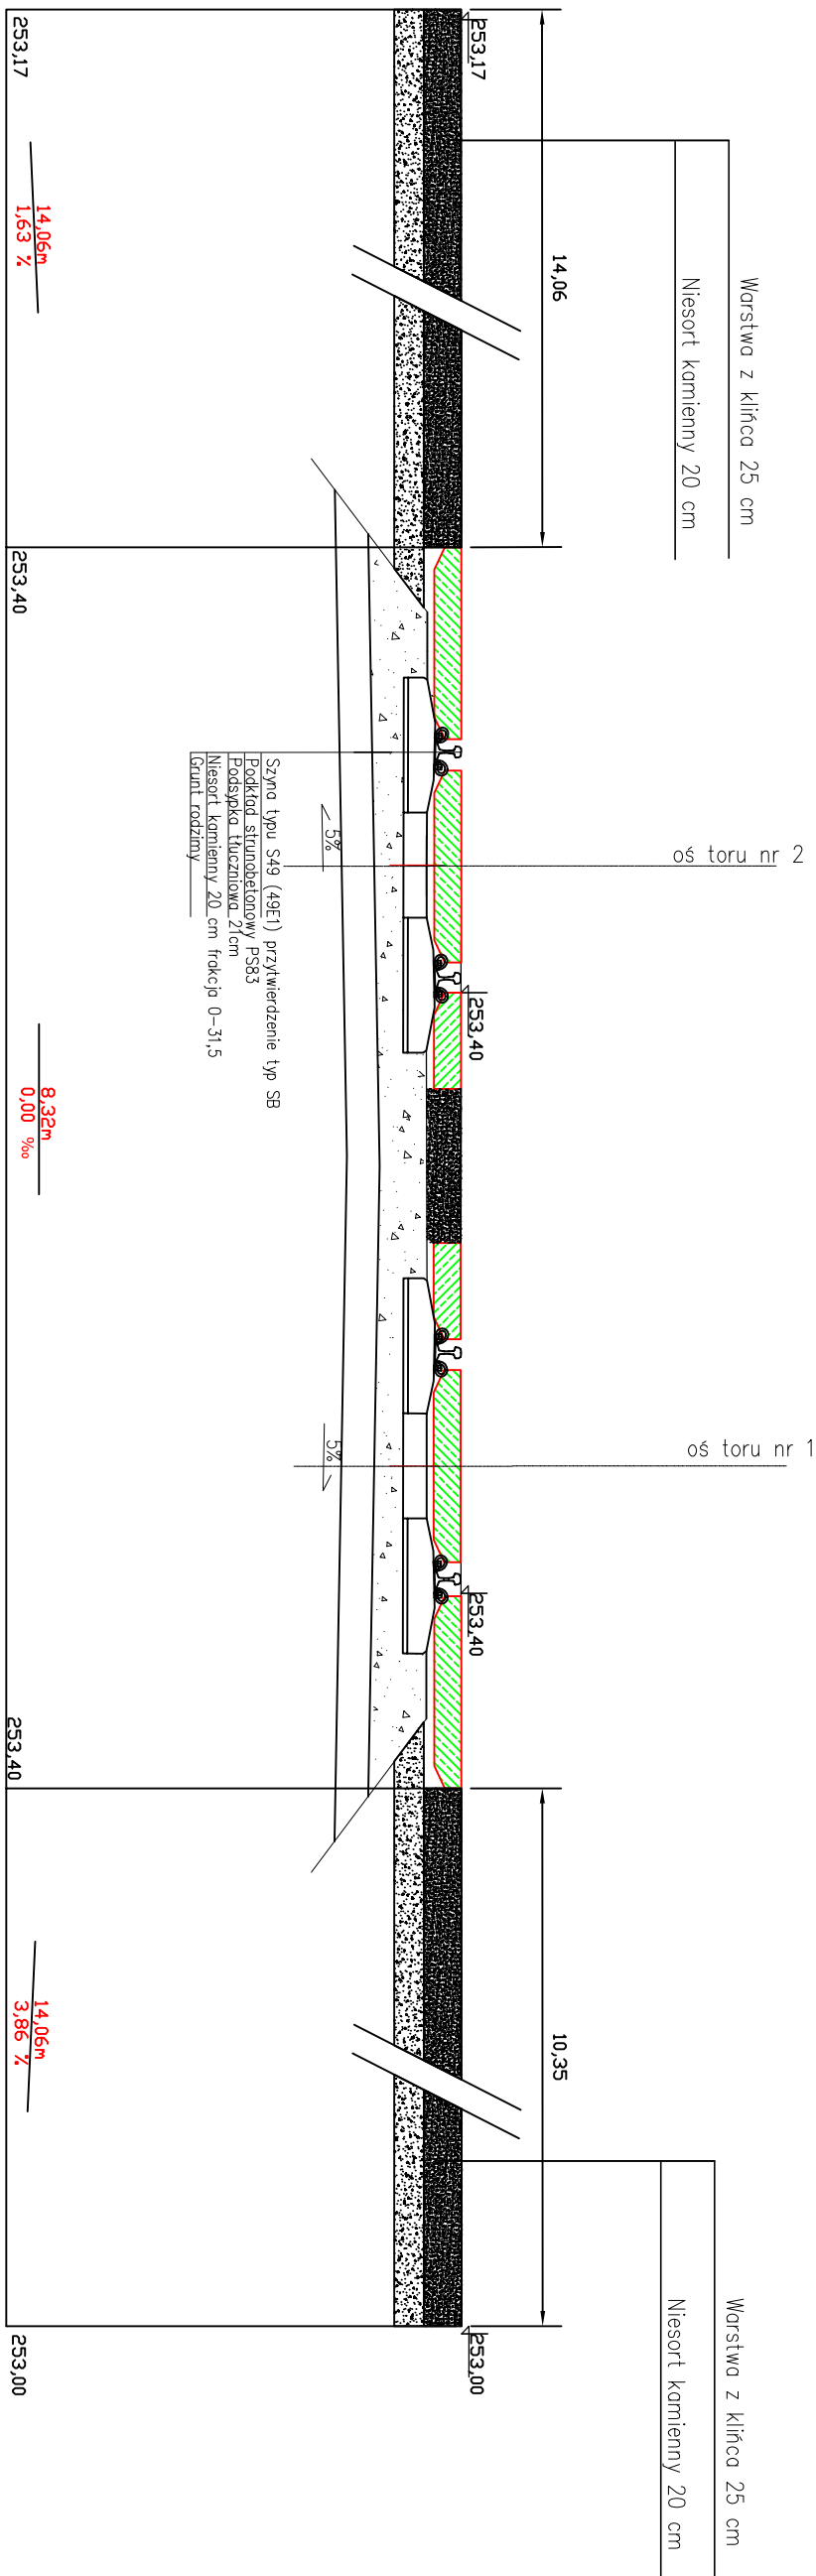 Warstwa z klińca 25 cm
Niesort kamienny 20 cm
Warstwa z klińca 25 cm
Niesort kamienny 20 cm
oś toru nr 2
oś toru nr 1
14,06
10,35
253,17
253,40
253,40
253,00
5%
5%
Szyna typu S49 (49E1) przytwierdzenie typ SB
Podkład strunobetonowy PS83
Podsypka tłuczniowa 21cm
Niesort kamienny 20 cm frakcja 0-31,5
Grunt rodzimy
14,06m
1,63 %
8,32m
0,00 ‰
14,06m
3,86 %
253,17
253,40
253,40
253,00